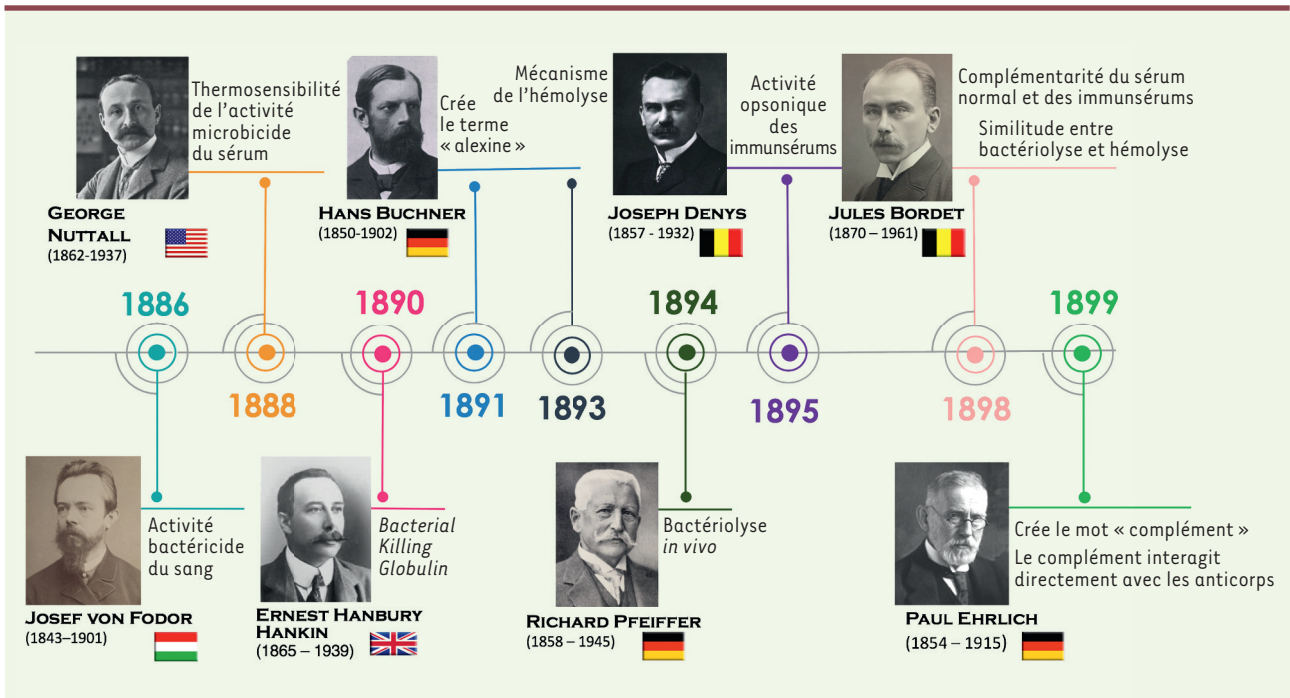 Thermosensibilité
de l’activité
microbicide
du sérum
GEORGE
NUTTALL
(1862-1937)
Crée
le terme
« alexine »
HANS BUCHNER
(1850-1902)
Mécanisme
de l’hémolyse
Activité
opsonique
des
immunsérums
JOSEPH DENYS
(1857 - 1932)
Complémentarité du sérum
normal et des immunsérums
Similitude entre
bactériolyse et hémolyse
JULES BORDET
(1870 – 1961)
1886
1888
1890
1891
1893
1894
1895
1898
1899
Activité
bactéricide
du sang
JOSEF VON FODOR
(1843–1901)
Bacterial
Killing
Globulin
ERNEST HANBURY
HANKIN
(1865 – 1939)
Bactériolyse
in vivo
RICHARD PFEIFFER
(1858 – 1945)
Crée le mot « complément »
Le complément interagit
directement avec les anticorps
PAUL EHRLICH
(1854 – 1915)